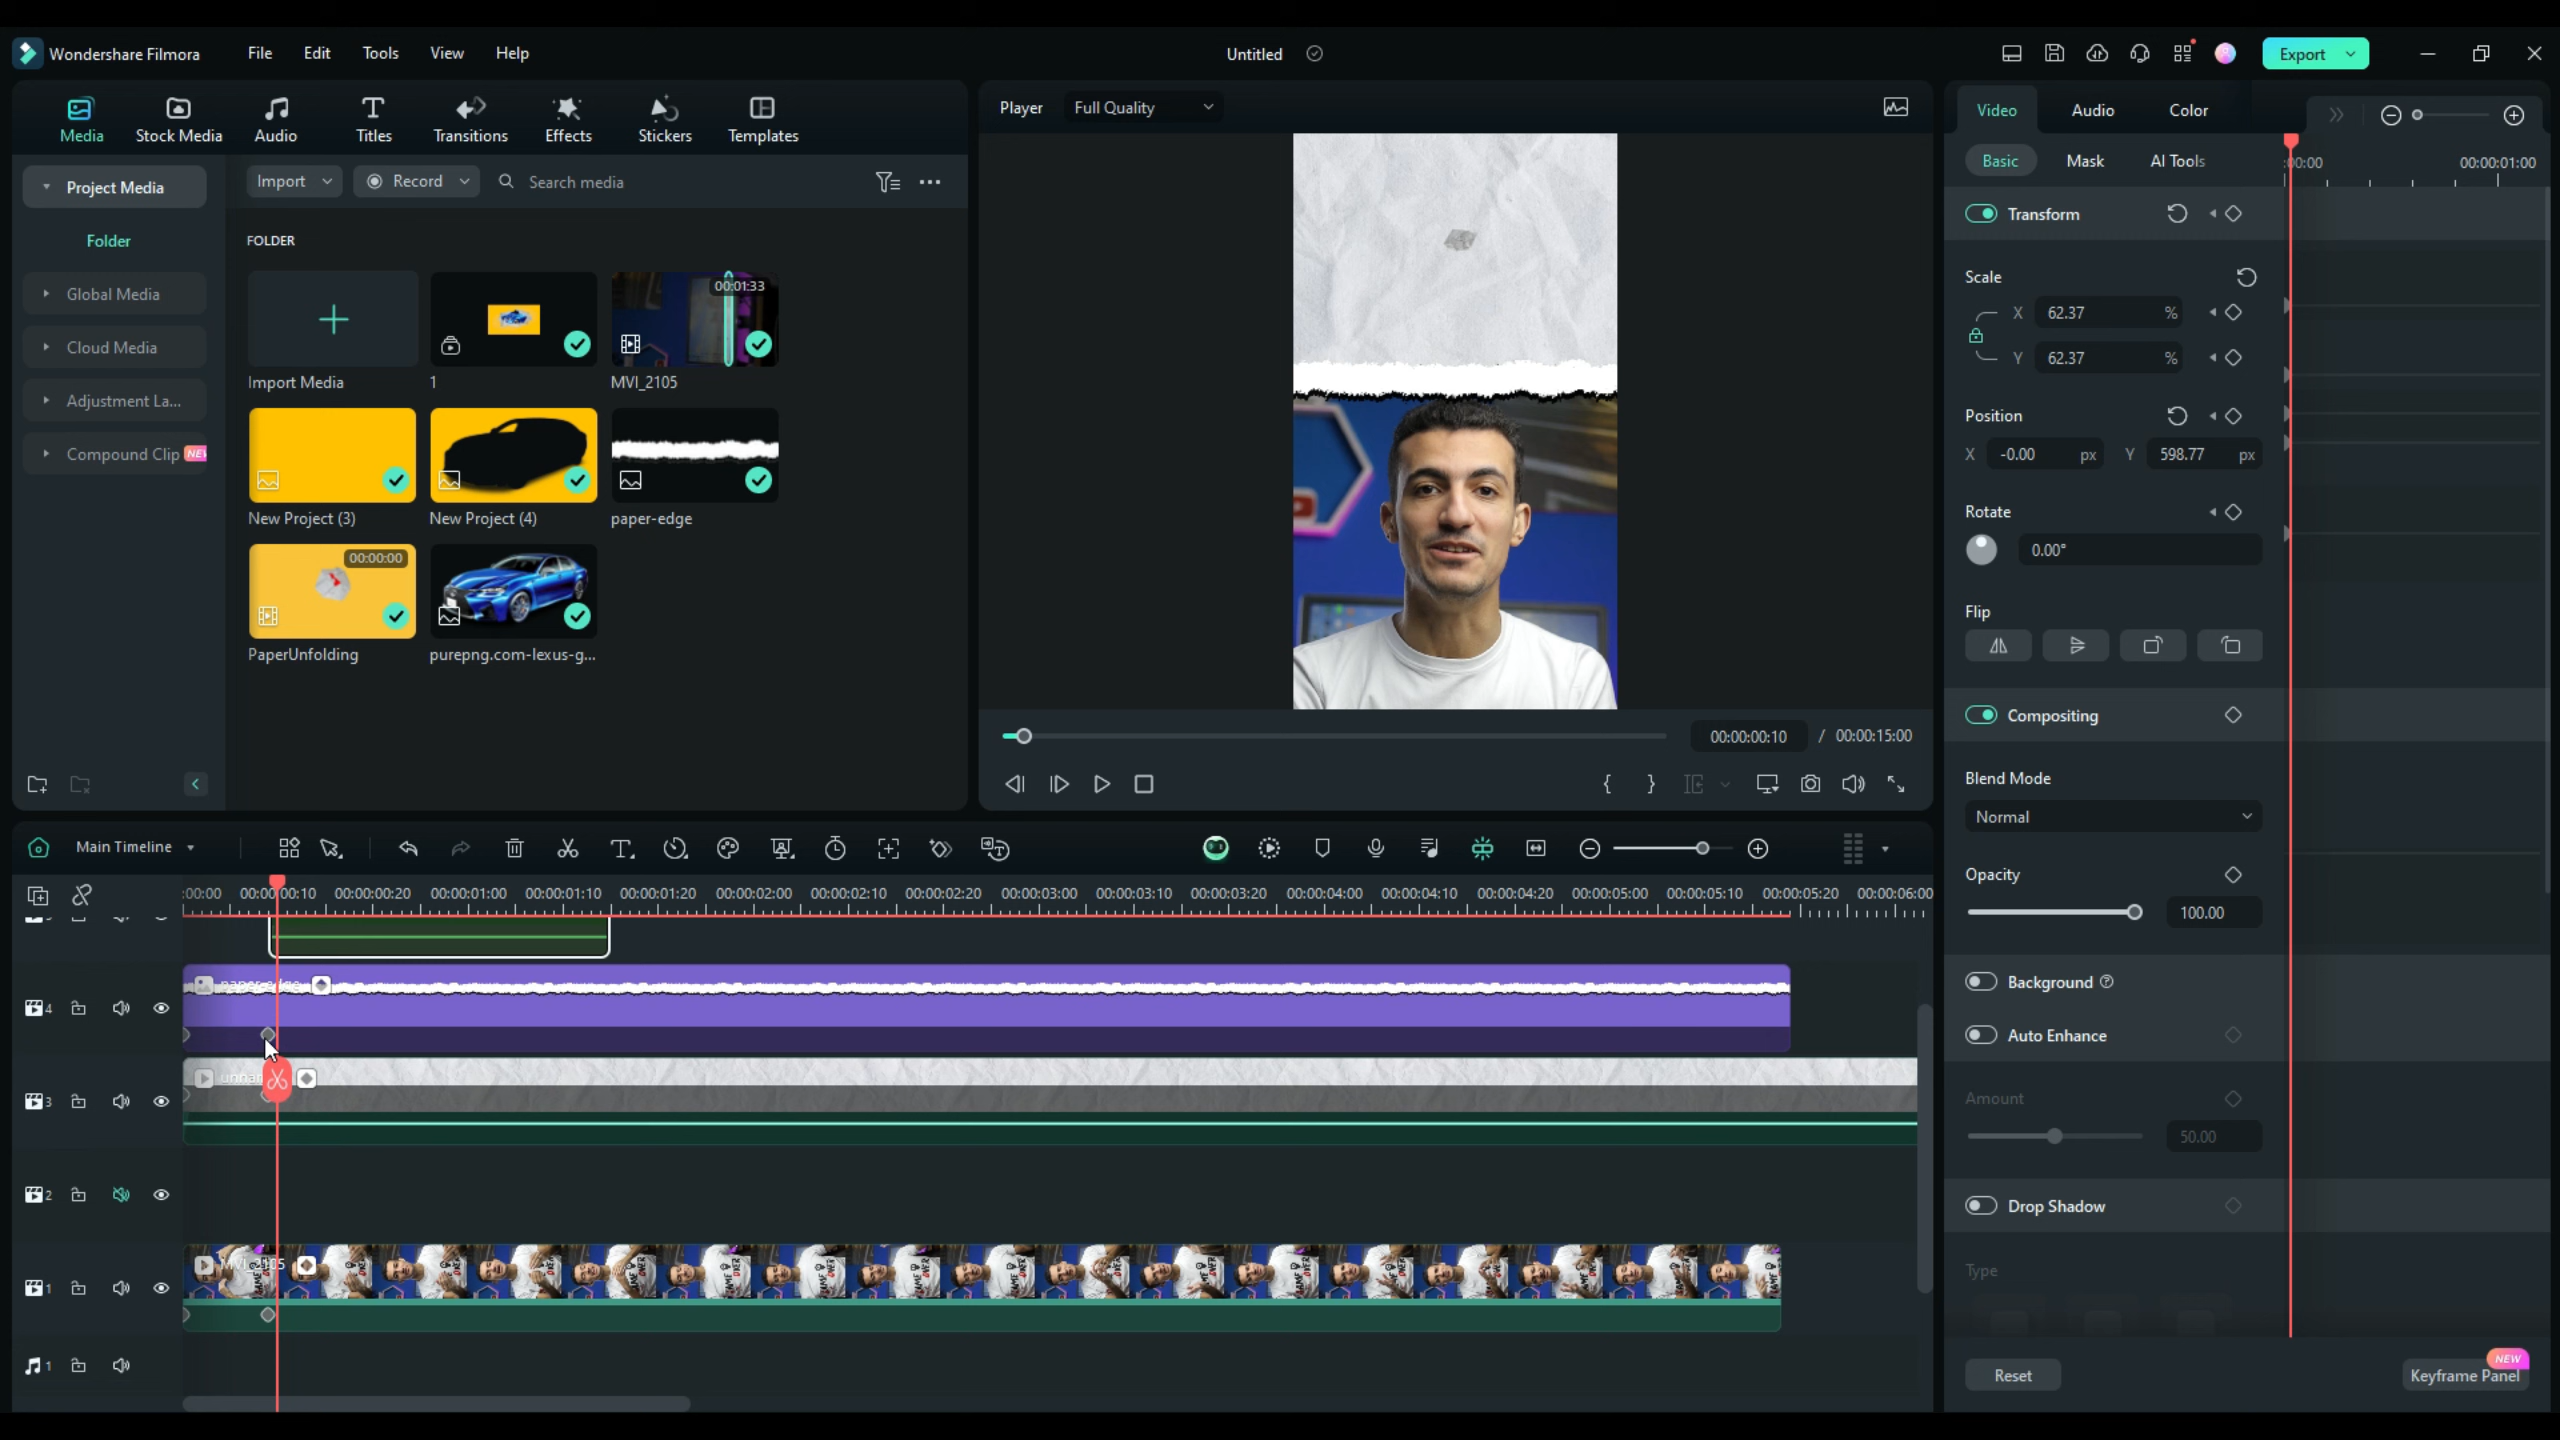 Wondershare Filmora
File
Edit
Tools
View
Help
Untitled
Export
Media
Stock Media
Audio
Titles
Transitions
Effects
Stickers
Templates
Project Media
Folder
Global Media
Cloud Media
Adjustment La...
Compound Clip
Import
Record
Search media
FOLDER
Import Media
1
00:01:33
MVI_2105
New Project (3)
New Project (4)
paper-edge
00:00:00
PaperUnfolding
purepng.com-lexus-g...
Player
Full Quality
00:00:00:10
/ 00:00:15:00
Video
Audio
Color
Basic
Mask
AI Tools
:00:00
00:00:01:00
Transform
Scale
X 62.37 %
Y 62.37 %
Position
X -0.00 px Y 598.77 px
Rotate
0.00°
Flip
Compositing
Blend Mode
Normal
Opacity
100.00
Background
Auto Enhance
Amount
50.00
Drop Shadow
Type
Reset
NEW
Keyframe Panel
Main Timeline
:00:00 00:00:00:10 00:00:00:20 00:00:01:00 00:00:01:10 00:00:01:20 00:00:02:00 00:00:02:10 00:00:02:20 00:00:03:00 00:00:03:10 00:00:03:20 00:00:04:00 00:00:04:10 00:00:04:20 00:00:05:00 00:00:05:10 00:00:05:20 00:00:06:00
4
paper-edge
3
2
1
MVI_2105
1